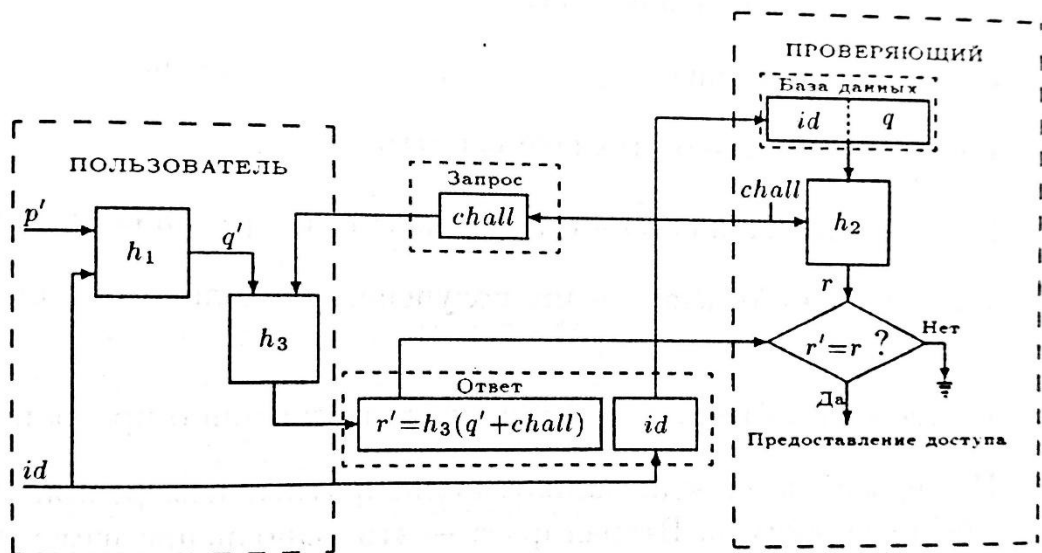 ПРОВЕРЯЮЩИЙ
База данных
id q
ПОЛЬЗОВАТЕЛЬ
Запрос
chall
chall
p'
h₁
q'
h₂
h₃
r
r'=r ?
Нет
Да
Предоставление доступа
Ответ
r'=h₃(q'+chall)
id
id